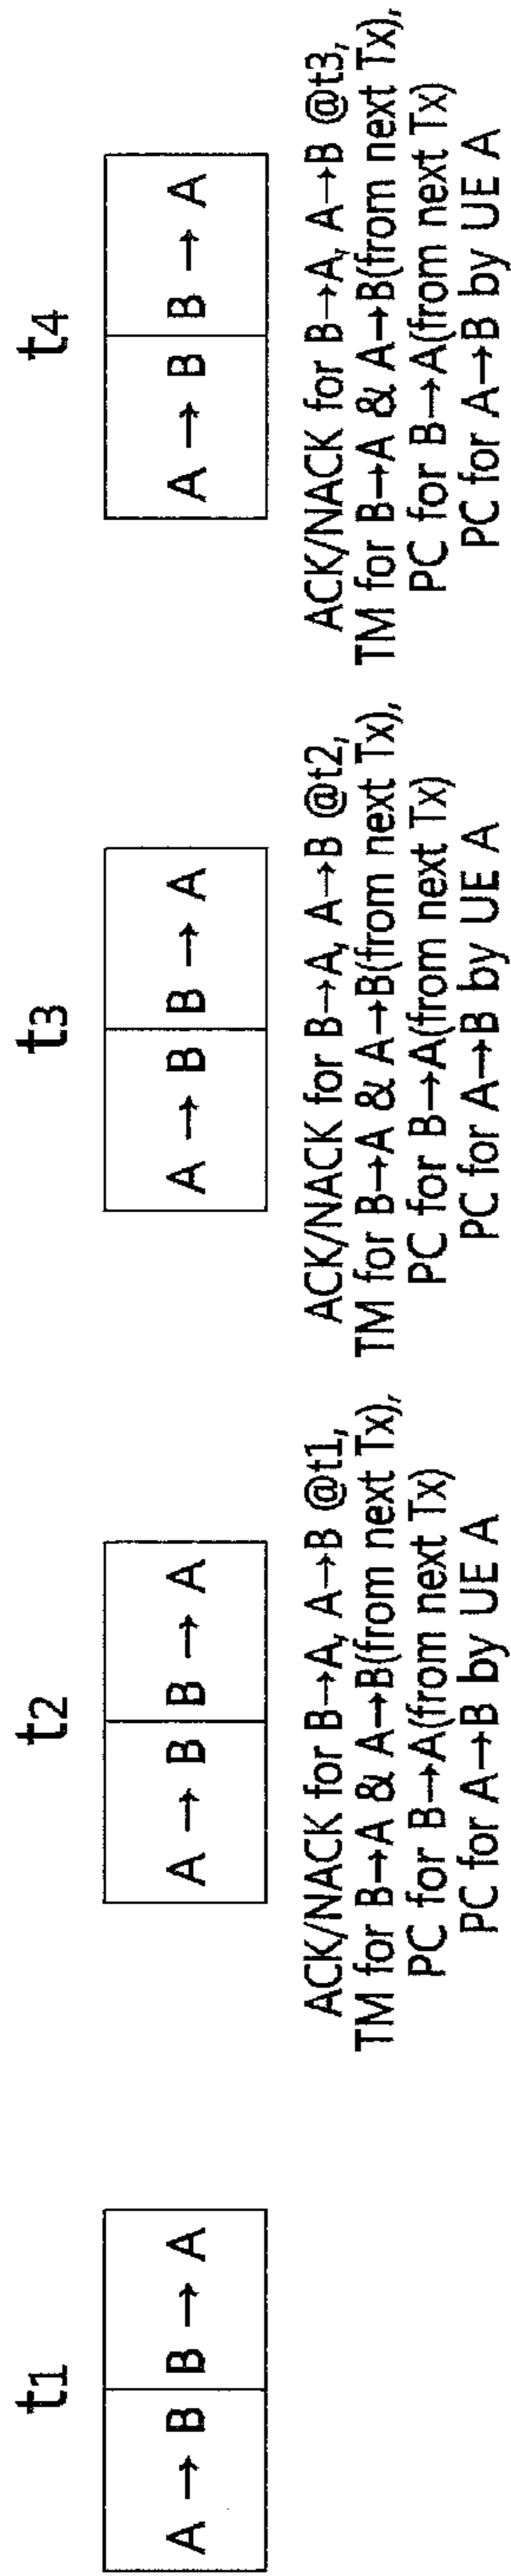 t1
A → B B → A
t2
A → B B → A
ACK/NACK for B→A, A→B @t1,
TM for B→A & A→B(from next Tx),
PC for B→A(from next Tx)
PC for A→B by UE A
t3
A → B B → A
ACK/NACK for B→A, A→B @t2,
TM for B→A & A→B(from next Tx),
PC for B→A(from next Tx)
PC for A→B by UE A
t4
A → B B → A
ACK/NACK for B→A, A→B @t3,
TM for B→A & A→B(from next Tx),
PC for B→A(from next Tx)
PC for A→B by UE A